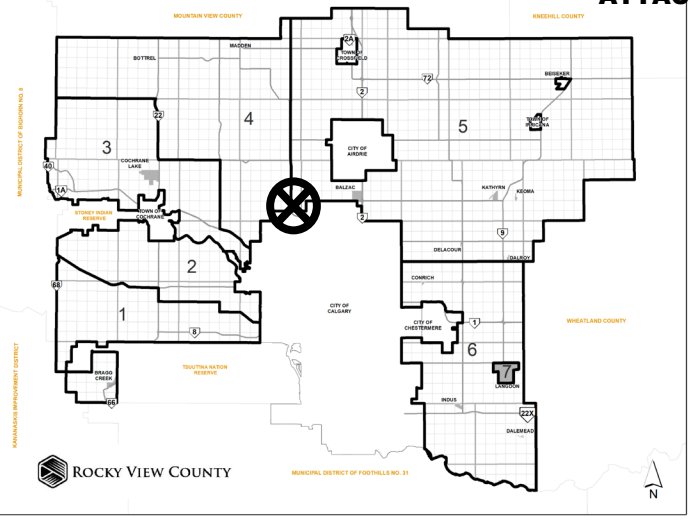 ATTAC
MOUNTAIN VIEW COUNTY
KNEEHILL COUNTY
MADDEN
BOTTREL
2A
TOWN OF
CROSSFIELD
72
BEISEKER
2
MUNICIPAL DISTRICT OF BIGHORN NO. 8
22
4
5
TOWN OF
IRRICANA
3
CITY OF
AIRDRIE
COCHRANE
LAKE
40
1A
BALZAC
KATHYRN
KEOMA
STONEY INDIAN
RESERVE
TOWN OF
COCHRANE
2
9
DELACOUR
DALROY
2
68
CONRICH
CITY OF
CALGARY
1
8
CITY OF
CHESTERMERE
1
WHEATLAND COUNTY
6
KANANASKIS IMPROVEMENT DISTRICT
BRAGG
CREEK
TSUUTINA NATION
RESERVE
7
LANGDON
66
INDUS
22X
DALEMEAD
ROCKY VIEW COUNTY
MUNICIPAL DISTRICT OF FOOTHILLS NO. 31
N